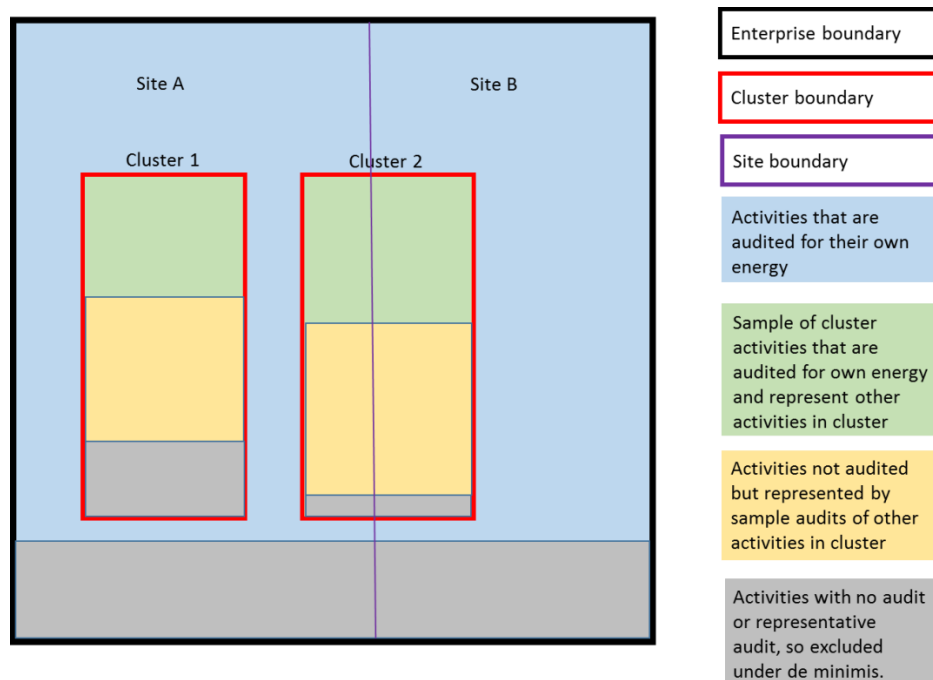 Site A
Site B
Cluster 1
Cluster 2
Enterprise boundary
Cluster boundary
Site boundary
Activities that are
audited for their own
energy
Sample of cluster
activities that are
audited for own energy
and represent other
activities in cluster
Activities not audited
but represented by
sample audits of other
activities in cluster
Activities with no audit
or representative
audit, so excluded
under de minimis.